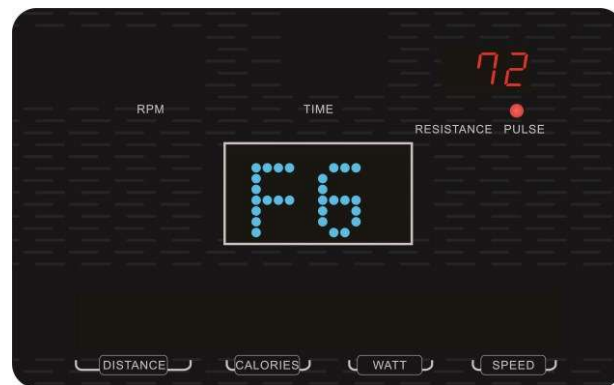 72
RPM TIME
RESISTANCE PULSE
F6
DISTANCE CALORIES WATT SPEED